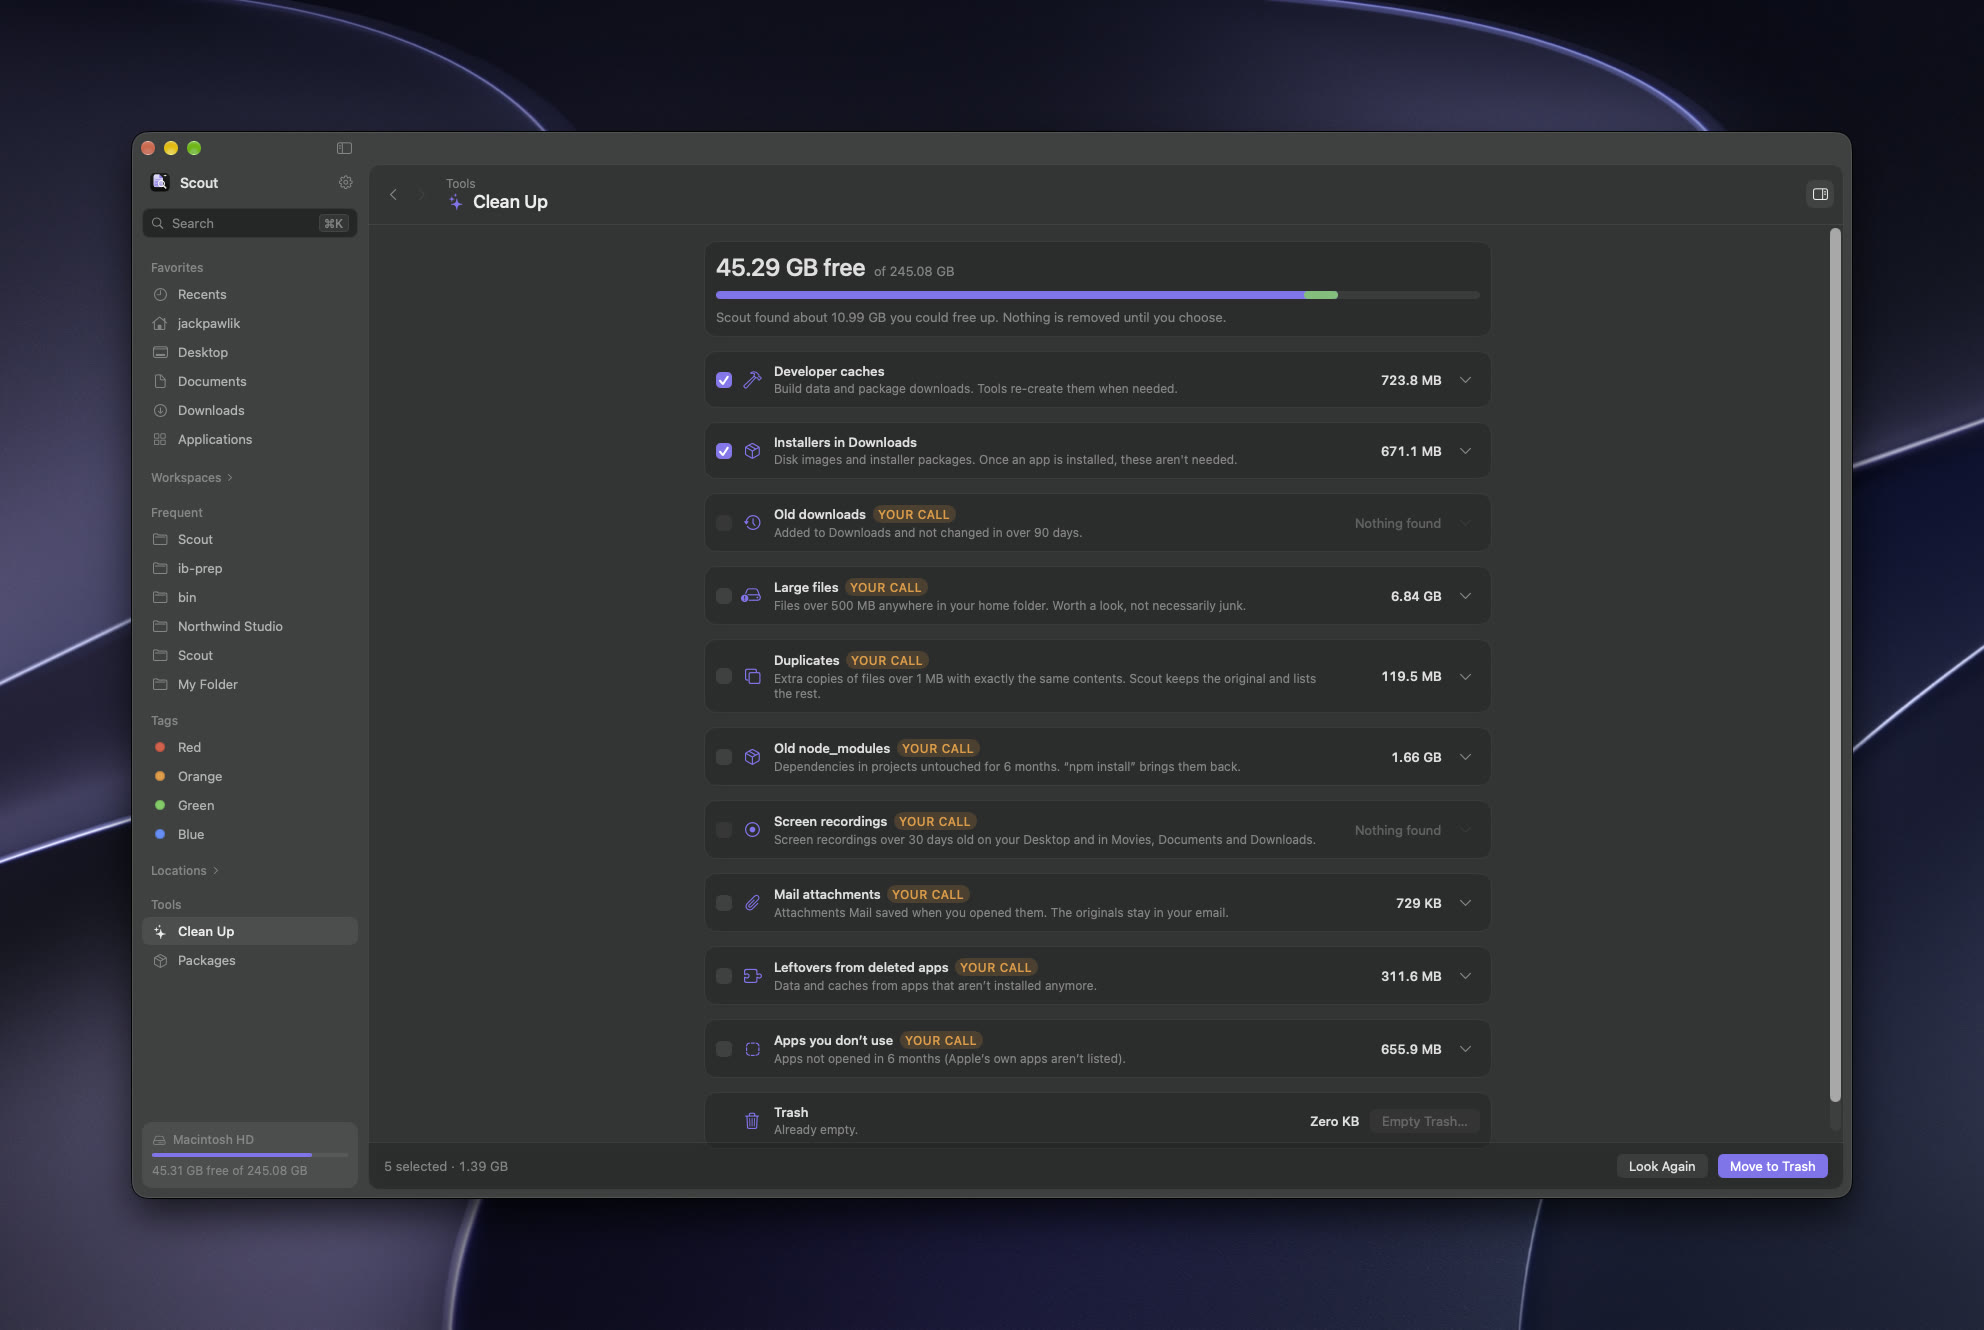 Scout
Search ⌘K
Favorites
Recents
jackpawlik
Desktop
Documents
Downloads
Applications
Workspaces
Frequent
Scout
ib-prep
bin
Northwind Studio
Scout
My Folder
Tags
Red
Orange
Green
Blue
Locations
Tools
Clean Up
Packages
Macintosh HD
45.31 GB free of 245.08 GB
Tools
Clean Up
45.29 GB free of 245.08 GB
Scout found about 10.99 GB you could free up. Nothing is removed until you choose.
Developer caches
Build data and package downloads. Tools re-create them when needed.
723.8 MB
Installers in Downloads
Disk images and installer packages. Once an app is installed, these aren't needed.
671.1 MB
Old downloads YOUR CALL
Added to Downloads and not changed in over 90 days.
Nothing found
Large files YOUR CALL
Files over 500 MB anywhere in your home folder. Worth a look, not necessarily junk.
6.84 GB
Duplicates YOUR CALL
Extra copies of files over 1 MB with exactly the same contents. Scout keeps the original and lists
the rest.
119.5 MB
Old node_modules YOUR CALL
Dependencies in projects untouched for 6 months. “npm install” brings them back.
1.66 GB
Screen recordings YOUR CALL
Screen recordings over 30 days old on your Desktop and in Movies, Documents and Downloads.
Nothing found
Mail attachments YOUR CALL
Attachments Mail saved when you opened them. The originals stay in your email.
729 KB
Leftovers from deleted apps YOUR CALL
Data and caches from apps that aren’t installed anymore.
311.6 MB
Apps you don’t use YOUR CALL
Apps not opened in 6 months (Apple’s own apps aren’t listed).
655.9 MB
Trash
Already empty.
Zero KB Empty Trash...
5 selected · 1.39 GB
Look Again Move to Trash